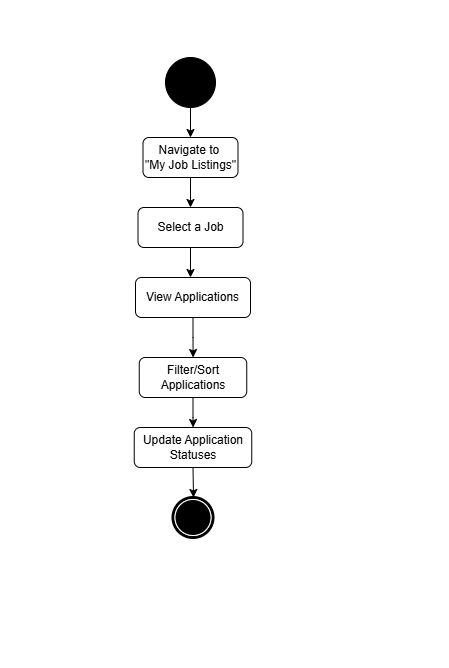 Navigate to
"My Job Listings"
Select a Job
View Applications
Filter/Sort
Applications
Update Application
Statuses